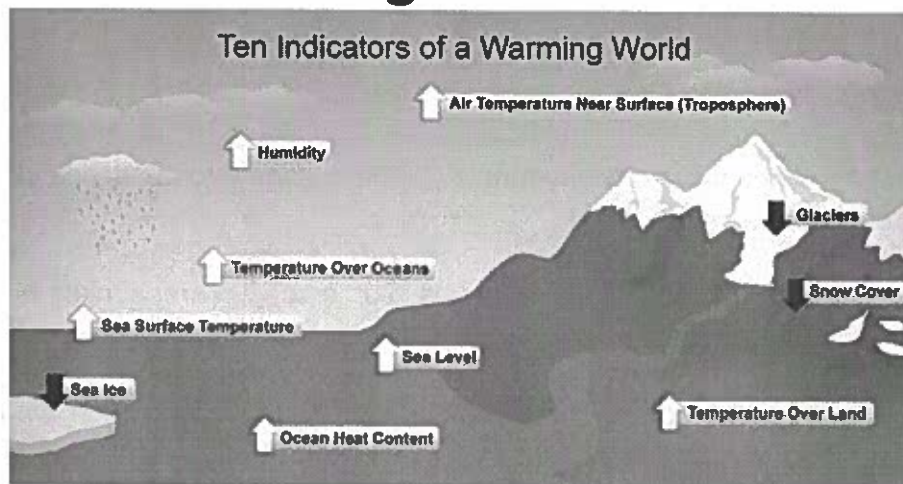 Ten Indicators of a Warming World
Air Temperature Near Surface (Troposphere)
Humidity
Glaciers
Temperature Over Oceans
Snow Cover
Sea Surface Temperature
Sea Level
Sea Ice
Temperature Over Land
Ocean Heat Content